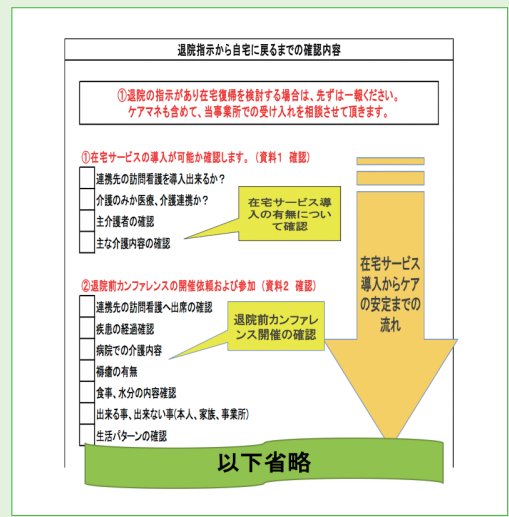 退院指示から自宅に戻るまでの確認内容
①退院の指示があり在宅復帰を検討する場合は、先ずは一報ください。
ケアマネも含めて、当事業所での受け入れを相談させて頂きます。
①在宅サービスの導入が可能か確認します。(資料1 確認)
連携先の訪問看護を導入出来るか?
介護のみか医療、介護連携か?
主介護者の確認
主な介護内容の確認
在宅サービス導
入の有無につい
て確認
②退院前カンファレンスの開催依頼および参加(資料2 確認)
連携先の訪問看護へ出席の確認
疾患の経過確認
病院での介護内容
褥瘡の有無
食事、水分の内容確認
出来る事、出来ない事(本人、家族、事業所)
生活パターンの確認
退院前カンファレ
ンス開催の確認
在宅サービス
導入からケア
の安定までの
流れ
以下省略